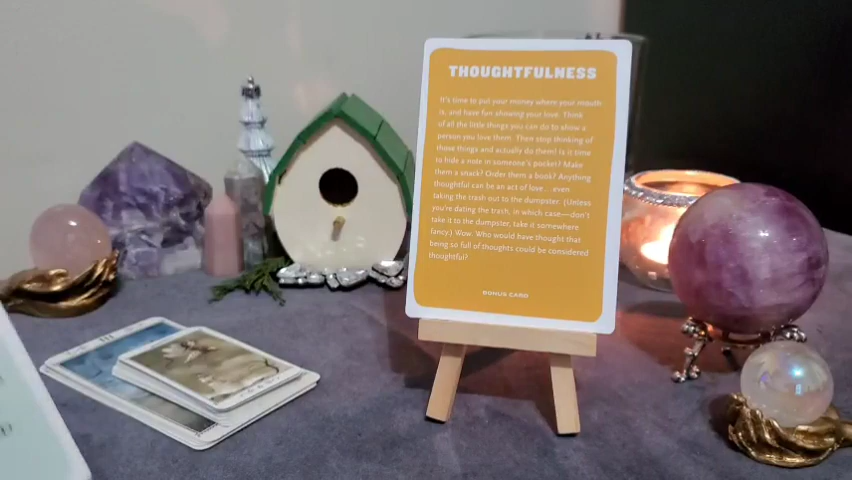 THOUGHTFULNESS
It's time to put your money where your mouth
is, and have fun showing your love. Think
of all the little things you can do to show a
person you love them. Then stop thinking of
those things and actually do them! Is it time
to hide a note in someone's pocket? Make
them a snack? Order them a book? Anything
thoughtful can be an act of love... even
taking the trash out to the dumpster. (Unless
you're dating the trash, in which case—don't
take it to the dumpster, take it somewhere
fancy.) Wow. Who would have thought that
being so full of thoughts could be considered
thoughtful?
BONUS CARD